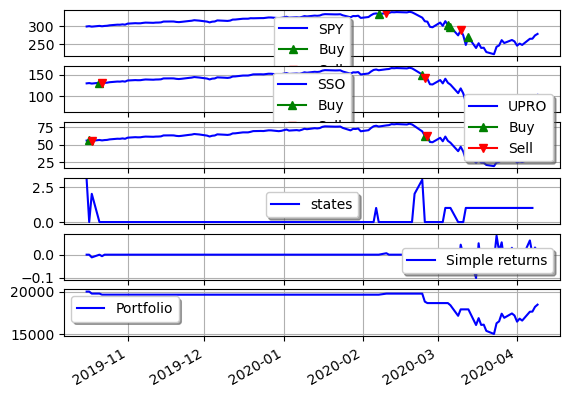 300
250
SPY
Buy
150
100
SSO
Buy
UPRO
Buy
Sell
75
50
25
2.5
0.0
states
0.0
−0.1
Simple returns
20000
15000
Portfolio
2019-11
2019-12
2020-01
2020-02
2020-03
2020-04